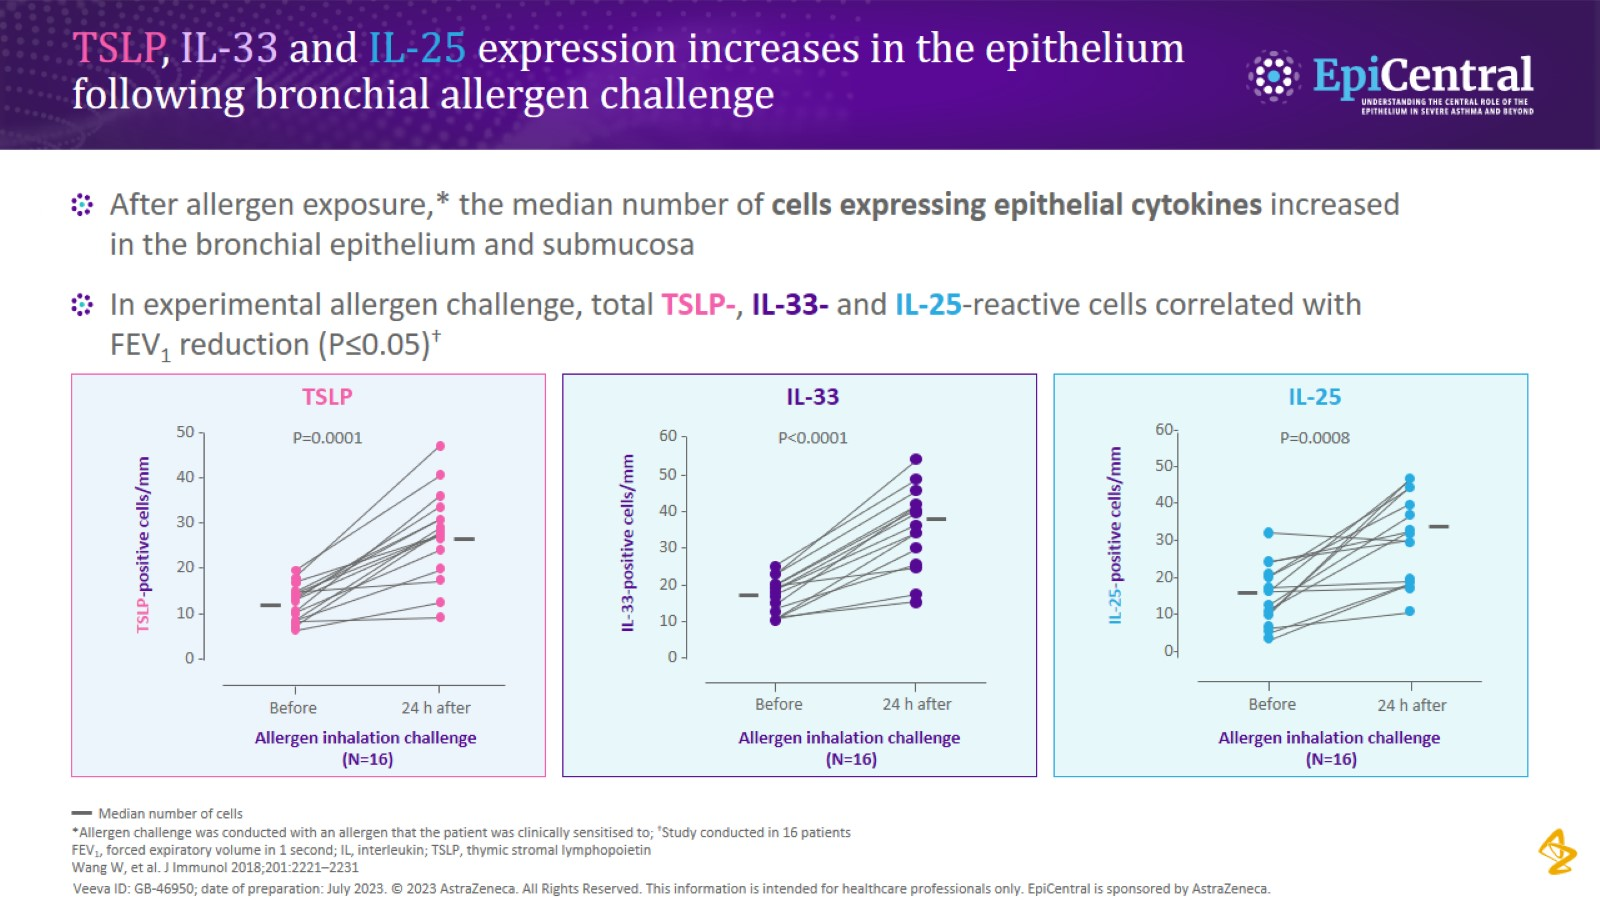 TSLP, IL-33 and IL-25 expression increases in the epithelium
following bronchial allergen challenge
EpiCentral
UNDERSTANDING THE CENTRAL ROLE OF THE
EPITHELIUM IN SEVERE ASTHMA AND BEYOND
After allergen exposure,* the median number of cells expressing epithelial cytokines increased
in the bronchial epithelium and submucosa
In experimental allergen challenge, total TSLP-, IL-33- and IL-25-reactive cells correlated with
FEV₁ reduction (P≤0.05)†
TSLP
P=0.0001
TSLP-positive cells/mm
50
40
30
20
10
0
Before
24 h after
Allergen inhalation challenge
(N=16)
IL-33
P<0.0001
IL-33-positive cells/mm
60
50
40
30
20
10
0
Before
24 h after
Allergen inhalation challenge
(N=16)
IL-25
P=0.0008
IL-25-positive cells/mm
60
50
40
30
20
10
0
Before
24 h after
Allergen inhalation challenge
(N=16)
Median number of cells
*Allergen challenge was conducted with an allergen that the patient was clinically sensitised to; †Study conducted in 16 patients
FEV₁, forced expiratory volume in 1 second; IL, interleukin; TSLP, thymic stromal lymphopoietin
Wang W, et al. J Immunol 2018;201:2221–2231
Veeva ID: GB-46950; date of preparation: July 2023. © 2023 AstraZeneca. All Rights Reserved. This information is intended for healthcare professionals only. EpiCentral is sponsored by AstraZeneca.